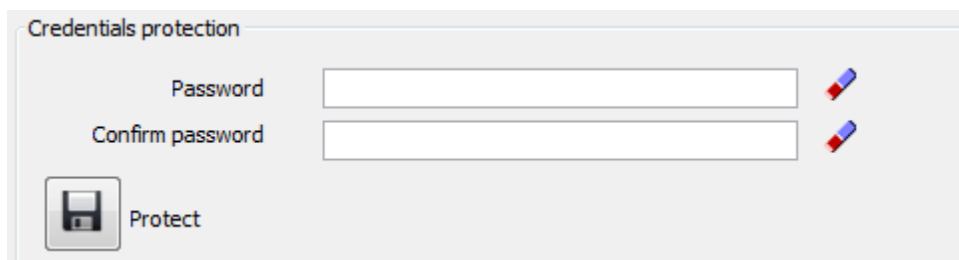 Credentials protection
Password
Confirm password
Protect